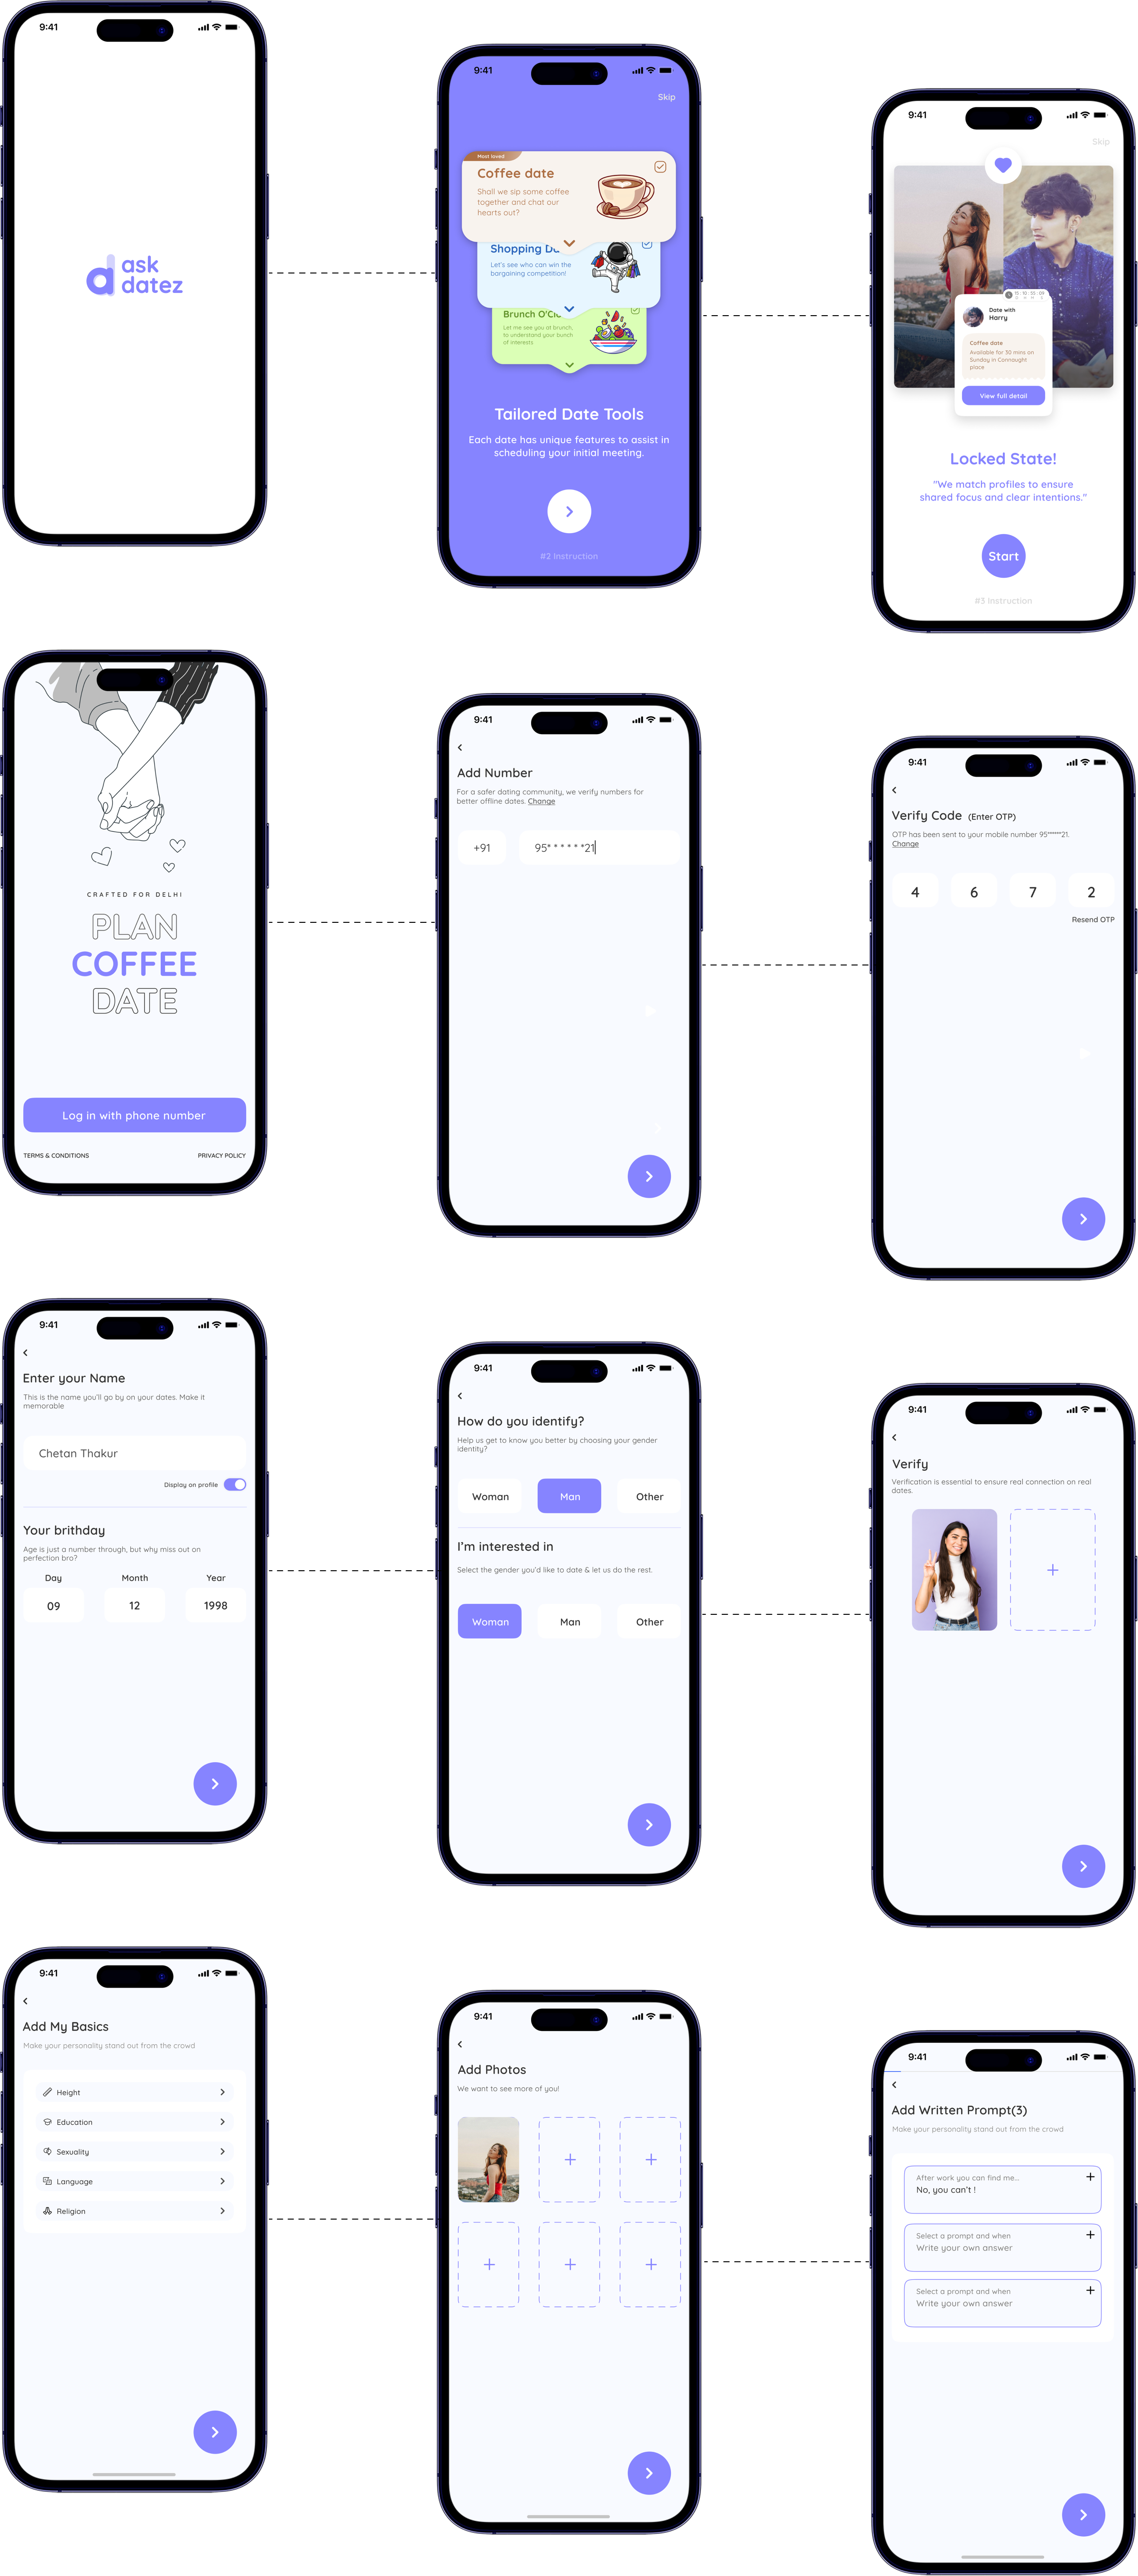 9:41
ask
datez
9:41
Skip
Most loved
Coffee date
Shall we sip some coffee
together and chat our
hearts out?
Shopping Da
Let's see who can win the
bargaining competition!
Brunch O'Clo
Let me see you at brunch,
to understand your bunch
of interests
Tailored Date Tools
Each date has unique features to assist in
scheduling your initial meeting.
#2 Instruction
9:41
Skip
Date with
Harry
Coffee date
Available for 30 mins on
Sunday in Connaught
place
View full detail
Locked State!
"We match profiles to ensure
shared focus and clear intentions."
Start
#3 Instruction
CRAFTED FOR DELHI
PLAN
COFFEE
DATE
Log in with phone number
TERMS & CONDITIONS
PRIVACY POLICY
9:41
Add Number
For a safer dating community, we verify numbers for
better offline dates. Change
+91
95* * * * * *21
9:41
Verify Code (Enter OTP)
OTP has been sent to your mobile number 95******21.
Change
4 6 7 2
Resend OTP
9:41
Enter your Name
This is the name you'll go by on your dates. Make it
memorable
Chetan Thakur
Display on profile
Your brithday
Age is just a number through, but why miss out on
perfection bro?
Day Month Year
09 12 1998
9:41
How do you identify?
Help us get to know you better by choosing your gender
identity?
Woman Man Other
I'm interested in
Select the gender you'd like to date & let us do the rest.
Woman Man Other
9:41
Verify
Verification is essential to ensure real connection on real
dates.
9:41
Add My Basics
Make your personality stand out from the crowd
Height
Education
Sexuality
Language
Religion
9:41
Add Photos
We want to see more of you!
9:41
Add Written Prompt(3)
Make your personality stand out from the crowd
After work you can find me...
No, you can't !
Select a prompt and when
Write your own answer
Select a prompt and when
Write your own answer